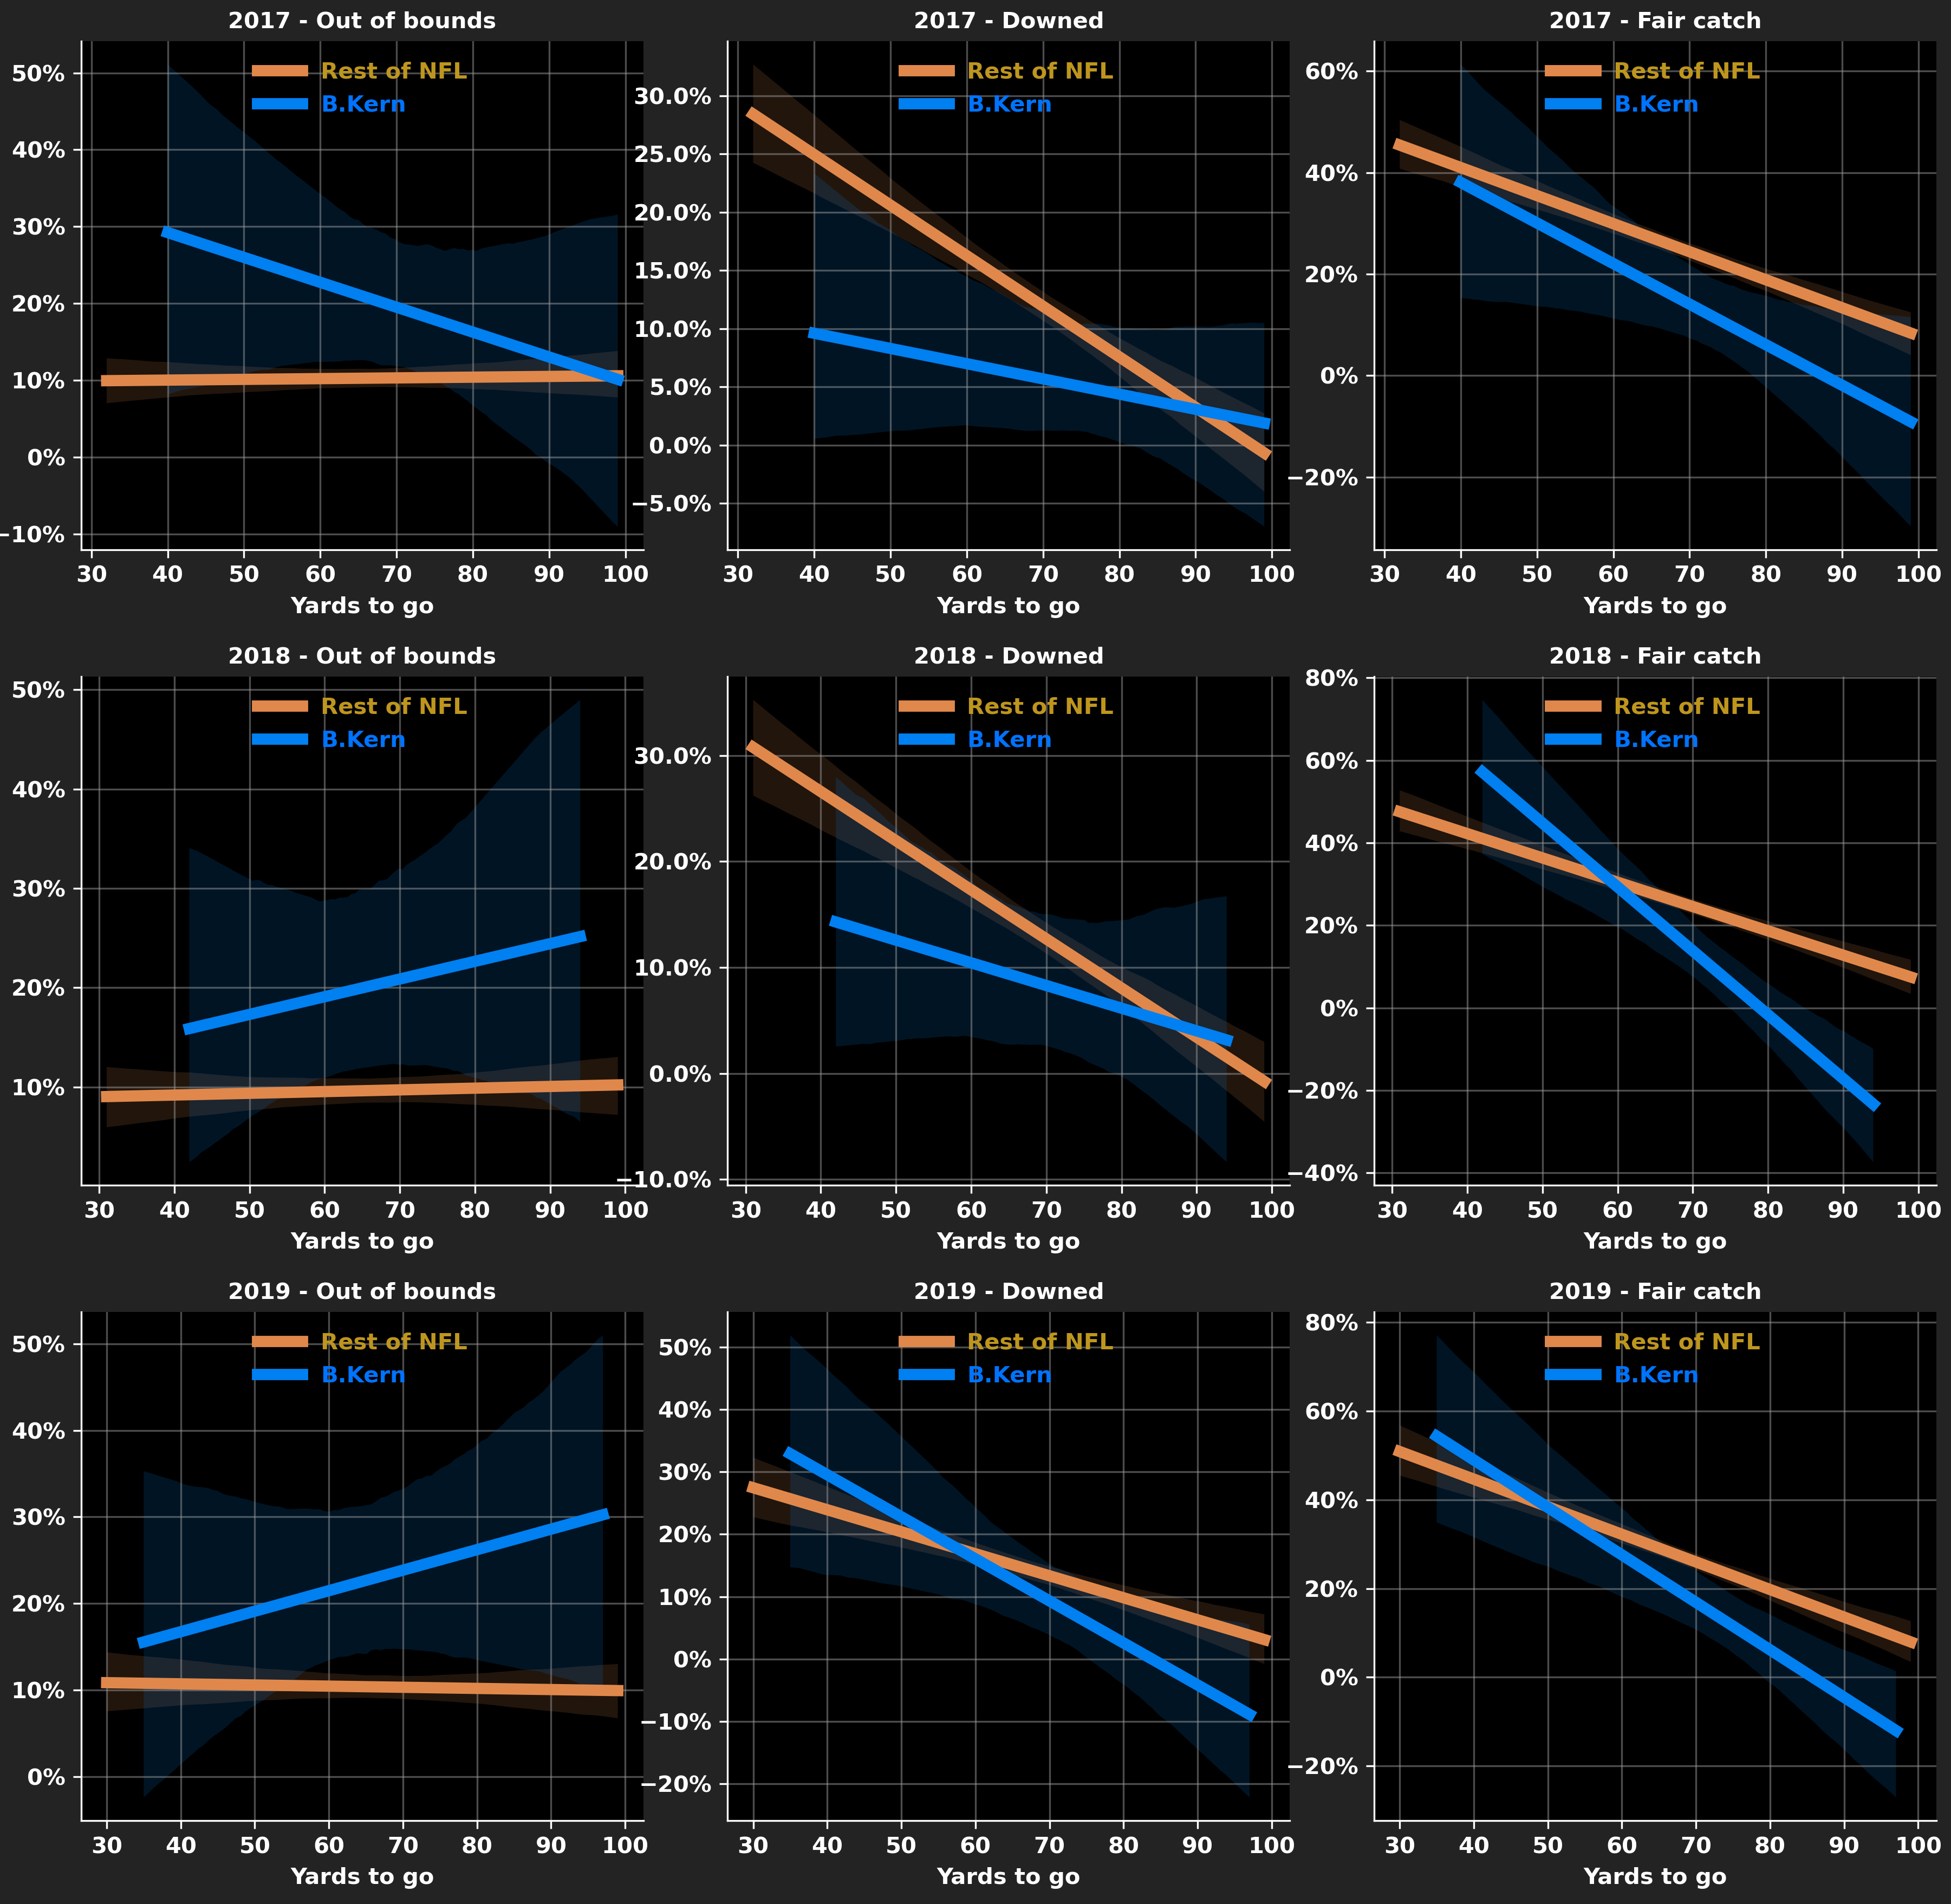 2017 - Out of bounds
Rest of NFL
B.Kern
50%
40%
30%
20%
10%
0%
−10%
30 40 50 60 70 80 90 100
Yards to go
2017 - Downed
Rest of NFL
B.Kern
30.0%
25.0%
20.0%
15.0%
10.0%
5.0%
0.0%
−5.0%
30 40 50 60 70 80 90 100
Yards to go
2017 - Fair catch
Rest of NFL
B.Kern
60%
40%
20%
0%
−20%
30 40 50 60 70 80 90 100
Yards to go
2018 - Out of bounds
Rest of NFL
B.Kern
50%
40%
30%
20%
10%
30 40 50 60 70 80 90 100
Yards to go
2018 - Downed
Rest of NFL
B.Kern
30.0%
20.0%
10.0%
0.0%
−10.0%
30 40 50 60 70 80 90 100
Yards to go
2018 - Fair catch
Rest of NFL
B.Kern
80%
60%
40%
20%
0%
−20%
−40%
30 40 50 60 70 80 90 100
Yards to go
2019 - Out of bounds
Rest of NFL
B.Kern
50%
40%
30%
20%
10%
0%
30 40 50 60 70 80 90 100
Yards to go
2019 - Downed
Rest of NFL
B.Kern
50%
40%
30%
20%
10%
0%
−10%
−20%
30 40 50 60 70 80 90 100
Yards to go
2019 - Fair catch
Rest of NFL
B.Kern
80%
60%
40%
20%
0%
−20%
30 40 50 60 70 80 90 100
Yards to go